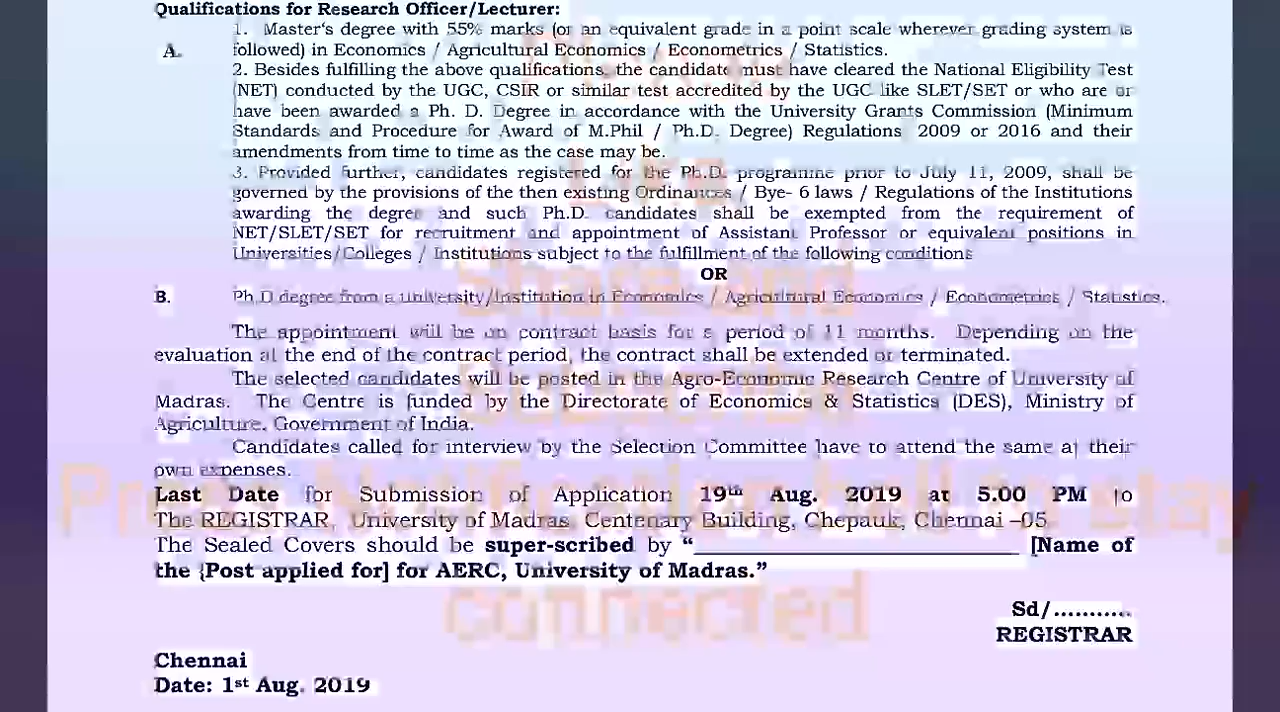 Qualifications for Research Officer/Lecturer:
1. Master's degree with 55% marks (or an equivalent grade in a point scale wherever grading system is
A. followed) in Economics / Agricultural Economics / Econometrics / Statistics.
2. Besides fulfilling the above qualifications, the candidate must have cleared the National Eligibility Test
(NET) conducted by the UGC, CSIR or similar test accredited by the UGC like SLET/SET or who are or
have been awarded a Ph. D. Degree in accordance with the University Grants Commission (Minimum
Standards and Procedure for Award of M.Phil / Ph.D. Degree) Regulations 2009 or 2016 and their
amendments from time to time as the case may be.
3. Provided further, candidates registered for the Ph.D. programme prior to July 11, 2009, shall be
governed by the provisions of the then existing Ordinances / Bye- 6 laws / Regulations of the Institutions
awarding the degree and such Ph.D. candidates shall be exempted from the requirement of
NET/SLET/SET for recruitment and appointment of Assistant Professor or equivalent positions in
Universities/Colleges / Institutions subject to the fulfillment of the following conditions
OR
B. Ph.D degree from a university/Institution in Economics / Agricultural Economics / Econometrics / Statistics.
The appointment will be on contract basis for a period of 11 months. Depending on the
evaluation at the end of the contract period, the contract shall be extended or terminated.
The selected candidates will be posted in the Agro-Economic Research Centre of University of
Madras. The Centre is funded by the Directorate of Economics & Statistics (DES), Ministry of
Agriculture, Government of India.
Candidates called for interview by the Selection Committee have to attend the same at their
own expenses.
Last Date for Submission of Application 19th Aug. 2019 at 5.00 PM to
The REGISTRAR, University of Madras, Centenary Building, Chepauk, Chennai –05.
The Sealed Covers should be super-scribed by “______________________________ [Name of
the {Post applied for] for AERC, University of Madras.”
Sd/...........
REGISTRAR
Chennai
Date: 1st Aug. 2019
Share and
Subscribe
stay
connected